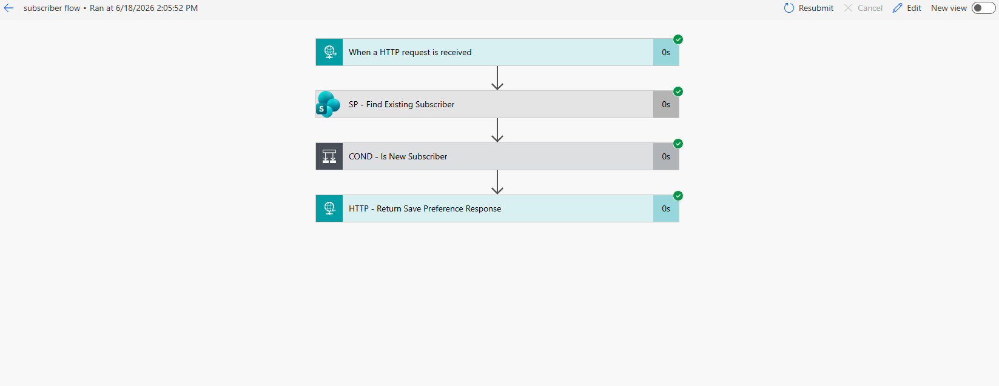 subscriber flow • Ran at 6/18/2026 2:05:52 PM
Resubmit Cancel Edit New view
When a HTTP request is received 0s
S SP - Find Existing Subscriber 0s
COND - Is New Subscriber 0s
HTTP - Return Save Preference Response 0s